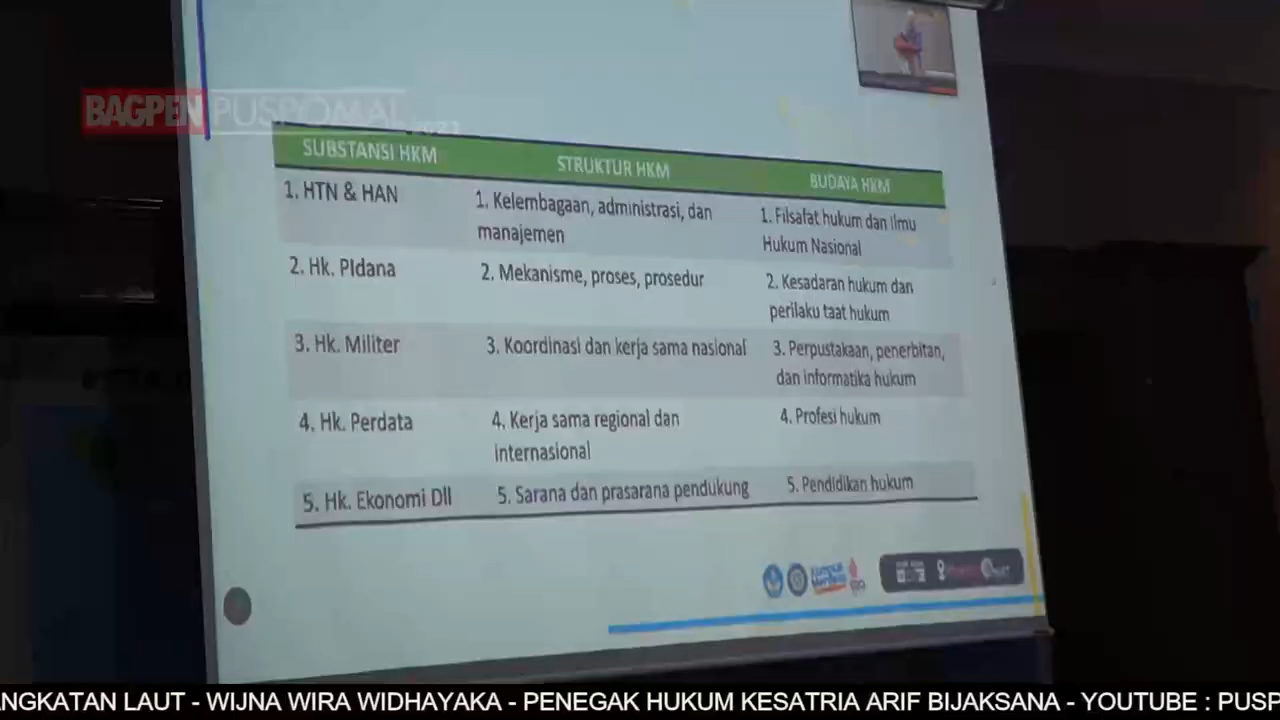 BAGPEN PUSPOMAL
SUBSTANSI HKM
STRUKTUR HKM
BUDAYA HKM
1. HTN & HAN
1. Kelembagaan, administrasi, dan
manajemen
1. Filsafat hukum dan Ilmu
Hukum Nasional
2. Hk. PIdana
2. Mekanisme, proses, prosedur
2. Kesadaran hukum dan
perilaku taat hukum
3. Hk. Militer
3. Koordinasi dan kerja sama nasional
3. Perpustakaan, penerbitan,
dan informatika hukum
4. Hk. Perdata
4. Kerja sama regional dan
internasional
4. Profesi hukum
5. Hk. Ekonomi Dll
5. Sarana dan prasarana pendukung
5. Pendidikan hukum
Kampus
Merdeka
ANGKATAN LAUT - WIJNA WIRA WIDHAYAKA - PENEGAK HUKUM KESATRIA ARIF BIJAKSANA - YOUTUBE : PUSP